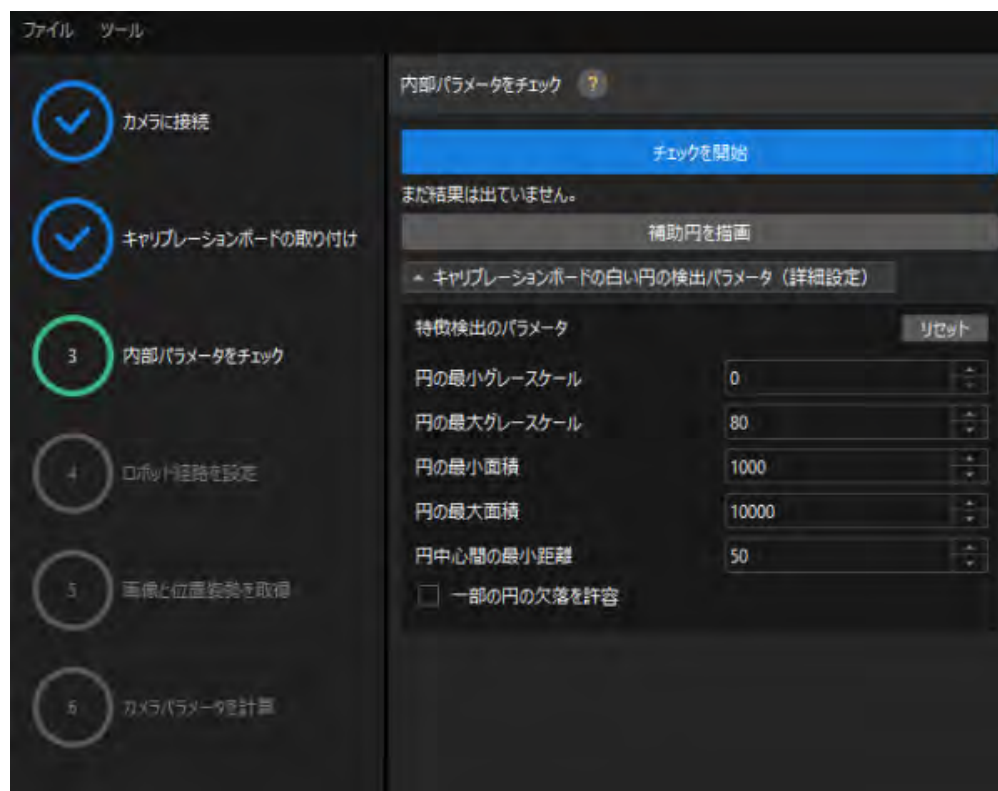 ファイル ツール
カメラに接続
キャリブレーションボードの取り付け
3 内部パラメータをチェック
4 ロボット経路を設定
5 画像と位置姿勢を取得
6 カメラパラメータを計算
内部パラメータをチェック ?
チェックを開始
まだ結果は出ていません。
補助円を描画
キャリブレーションボードの白い円の検出パラメータ（詳細設定）
特徴検出のパラメータ リセット
円の最小グレースケール 0
円の最大グレースケール 80
円の最小面積 1000
円の最大面積 10000
円中心間の最小距離 50
一部の円の欠落を許容